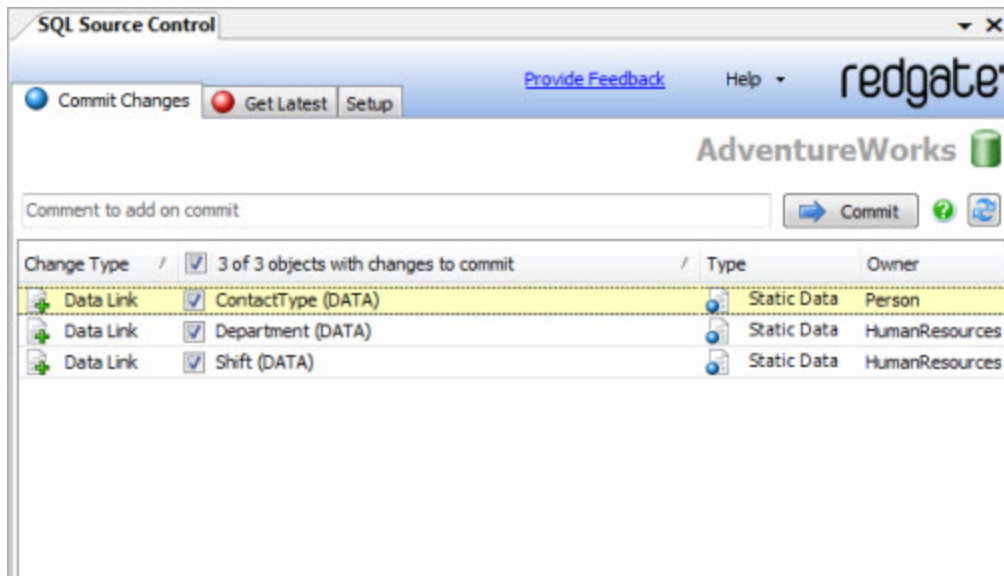 SQL Source Control
Provide Feedback Help redgate
Commit Changes Get Latest Setup
AdventureWorks
Comment to add on commit Commit
Change Type 3 of 3 objects with changes to commit Type Owner
Data Link ContactType (DATA) Static Data Person
Data Link Department (DATA) Static Data HumanResources
Data Link Shift (DATA) Static Data HumanResources